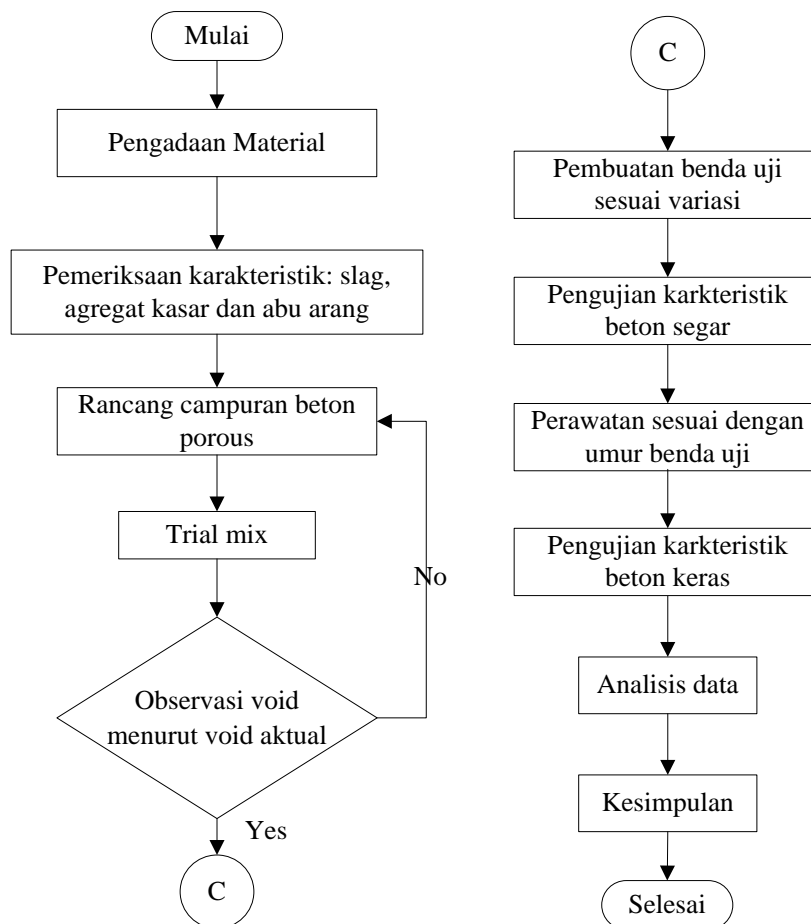 Mulai
Pengadaan Material
Pemeriksaan karakteristik: slag,
agregat kasar dan abu arang
Rancang campuran beton
porous
Trial mix
No
Observasi void
menurut void aktual
Yes
C
C
Pembuatan benda uji
sesuai variasi
Pengujian karkteristik
beton segar
Perawatan sesuai dengan
umur benda uji
Pengujian karkteristik
beton keras
Analisis data
Kesimpulan
Selesai